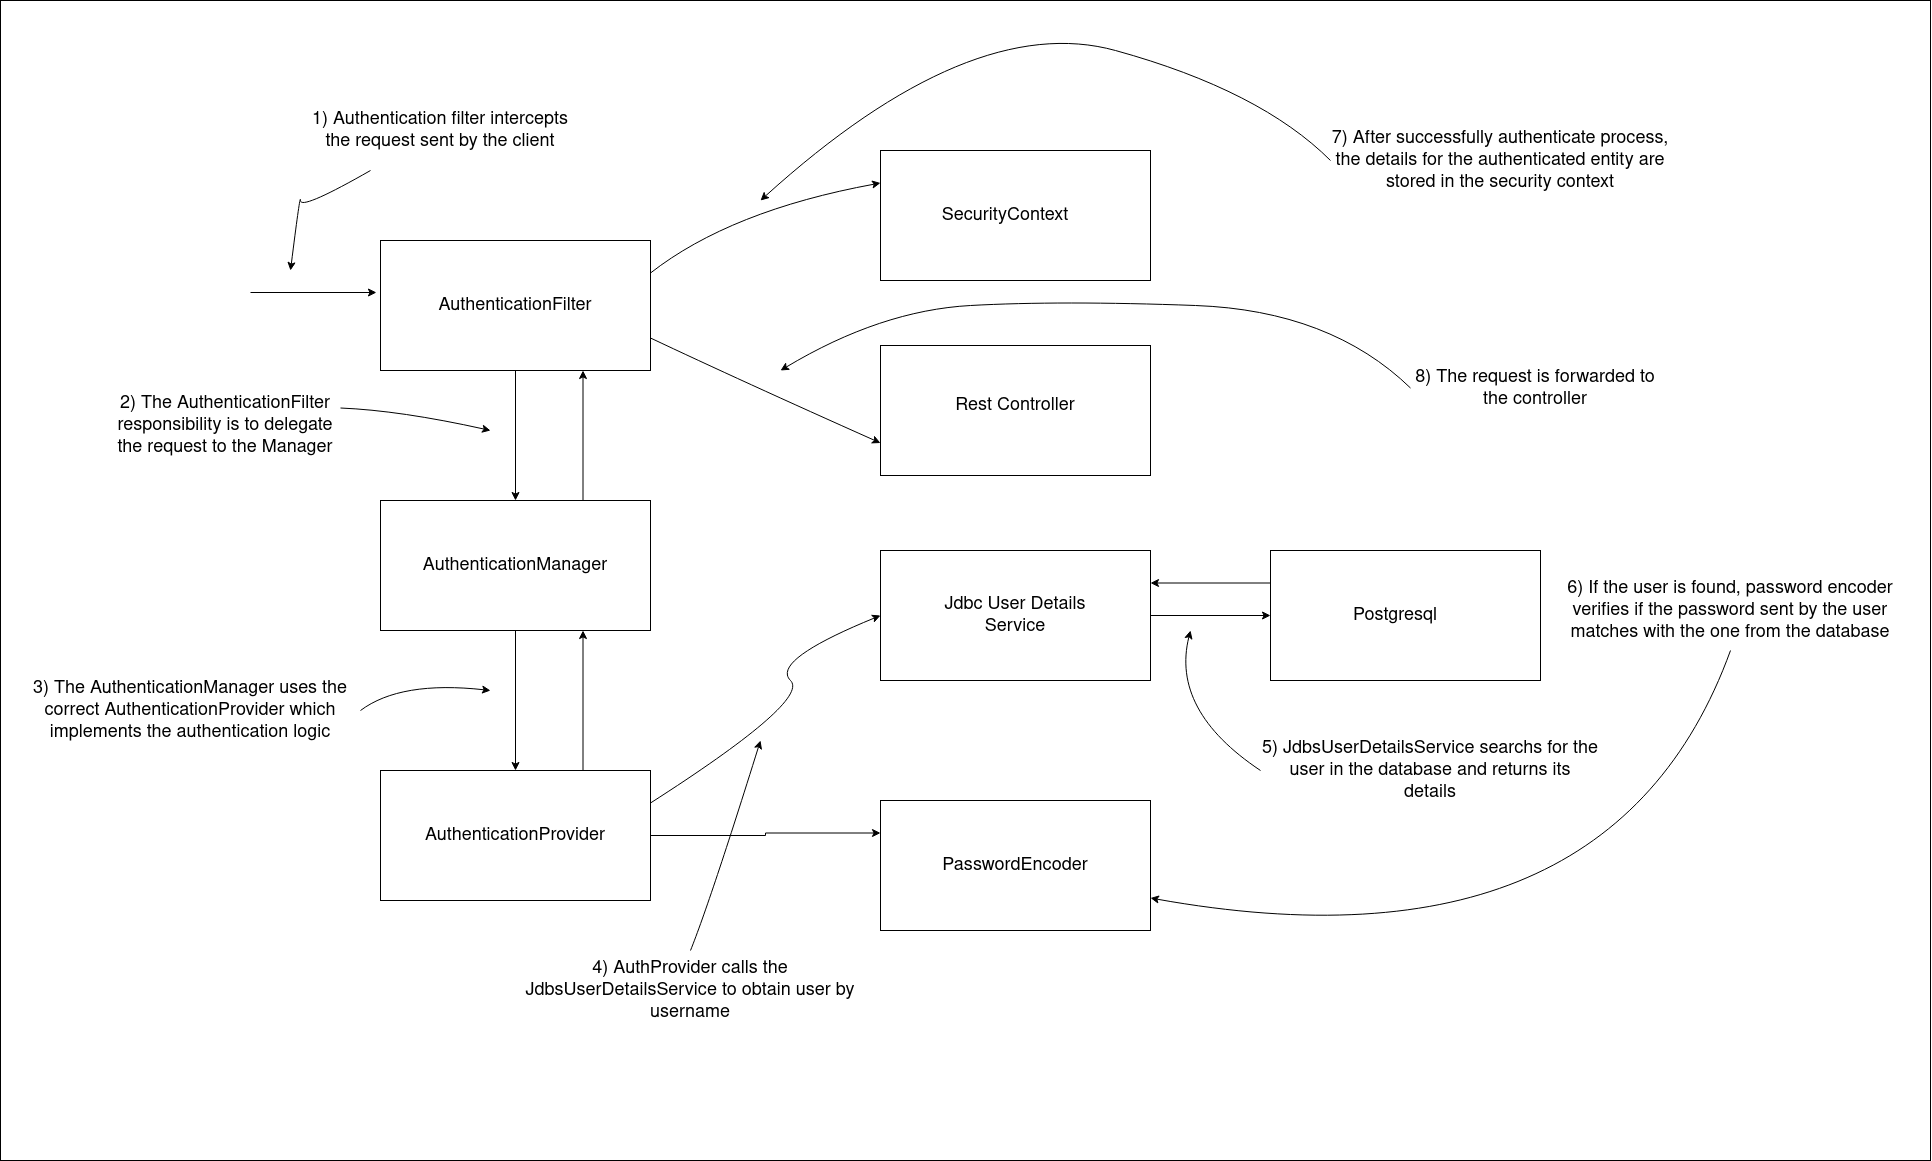 1) Authentication filter intercepts
the request sent by the client
7) After successfully authenticate process,
the details for the authenticated entity are
stored in the security context
SecurityContext
AuthenticationFilter
8) The request is forwarded to
the controller
Rest Controller
2) The AuthenticationFilter
responsibility is to delegate
the request to the Manager
AuthenticationManager
Jdbc User Details
Service
Postgresql
6) If the user is found, password encoder
verifies if the password sent by the user
matches with the one from the database
3) The AuthenticationManager uses the
correct AuthenticationProvider which
implements the authentication logic
5) JdbsUserDetailsService searchs for the
user in the database and returns its
details
AuthenticationProvider
PasswordEncoder
4) AuthProvider calls the
JdbsUserDetailsService to obtain user by
username